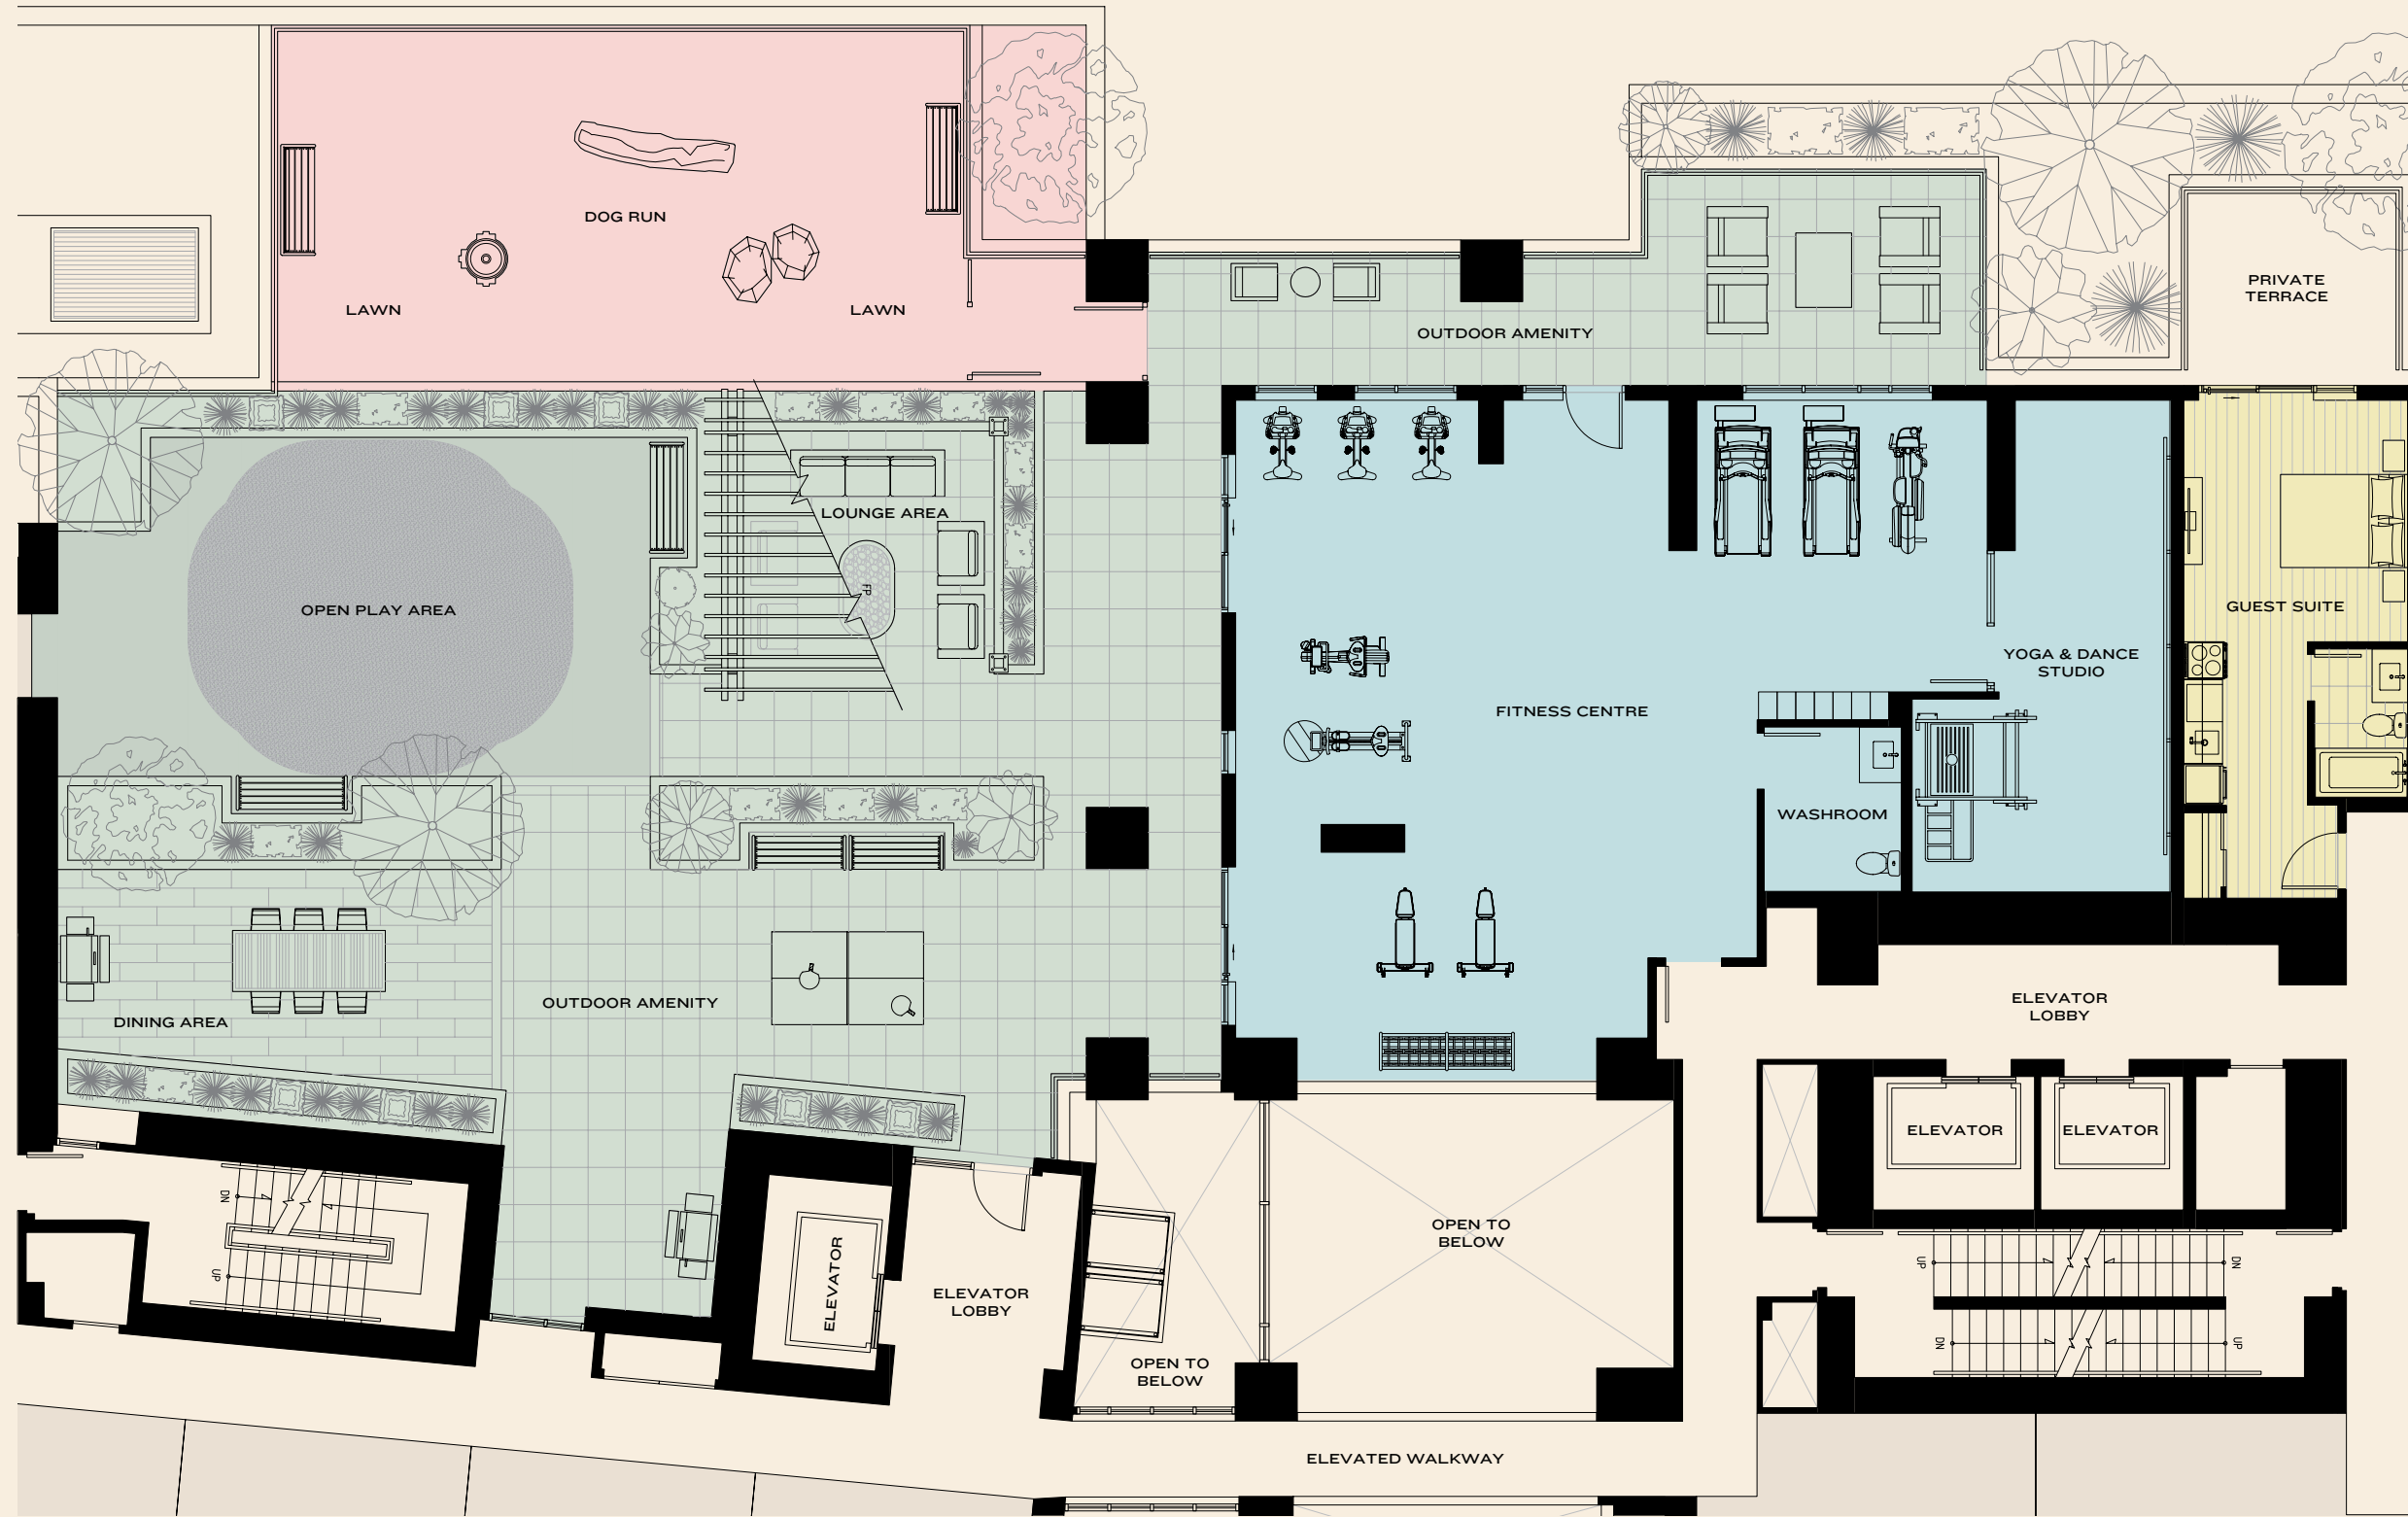 DOG RUN
LAWN
LAWN
OUTDOOR AMENITY
PRIVATE
TERRACE
LOUNGE AREA
FP
OPEN PLAY AREA
GUEST SUITE
YOGA & DANCE
STUDIO
FITNESS CENTRE
WASHROOM
DINING AREA
OUTDOOR AMENITY
ELEVATOR
LOBBY
ELEVATOR
ELEVATOR
DN
UP
ELEVATOR
ELEVATOR
LOBBY
OPEN TO
BELOW
OPEN TO
BELOW
UP
DN
DN
UP
ELEVATED WALKWAY